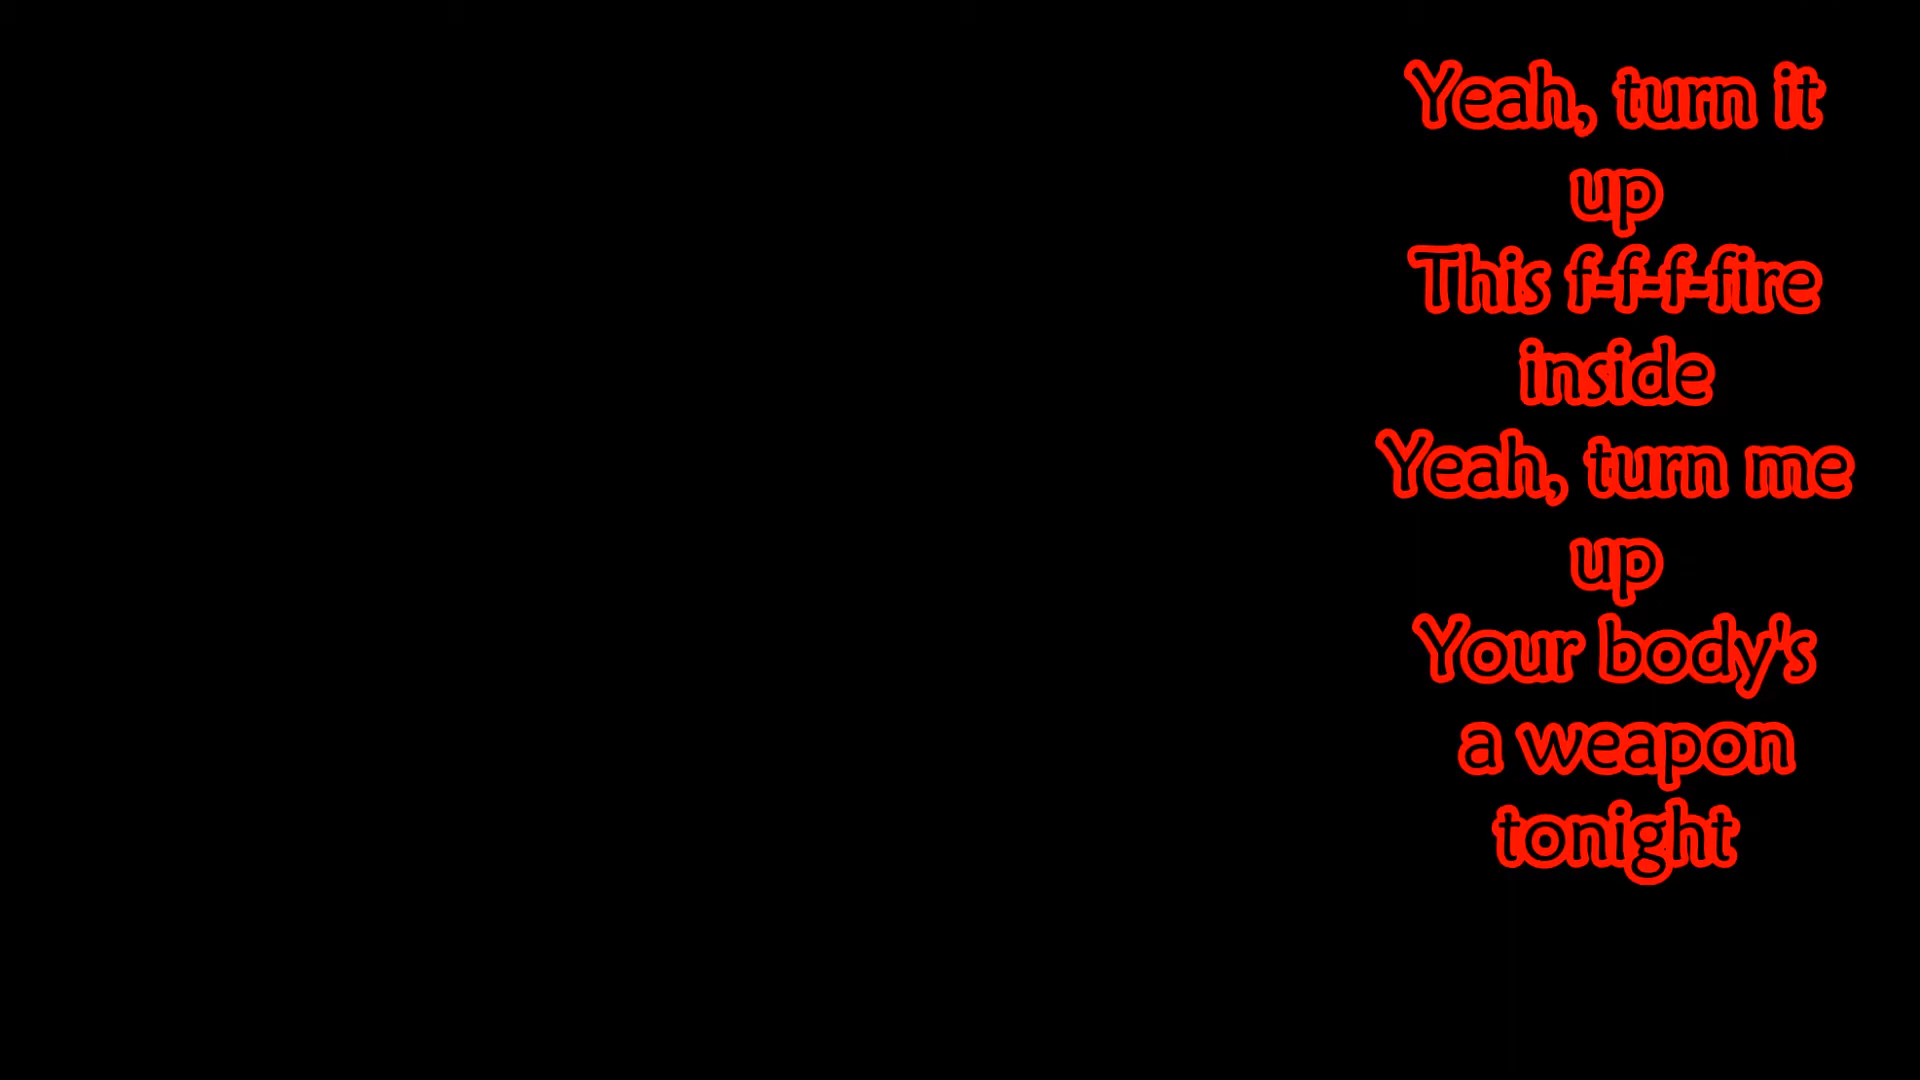 Yeah, turn it
up
This f-f-f-fire
inside
Yeah, turn me
up
Your body's
a weapon
tonight